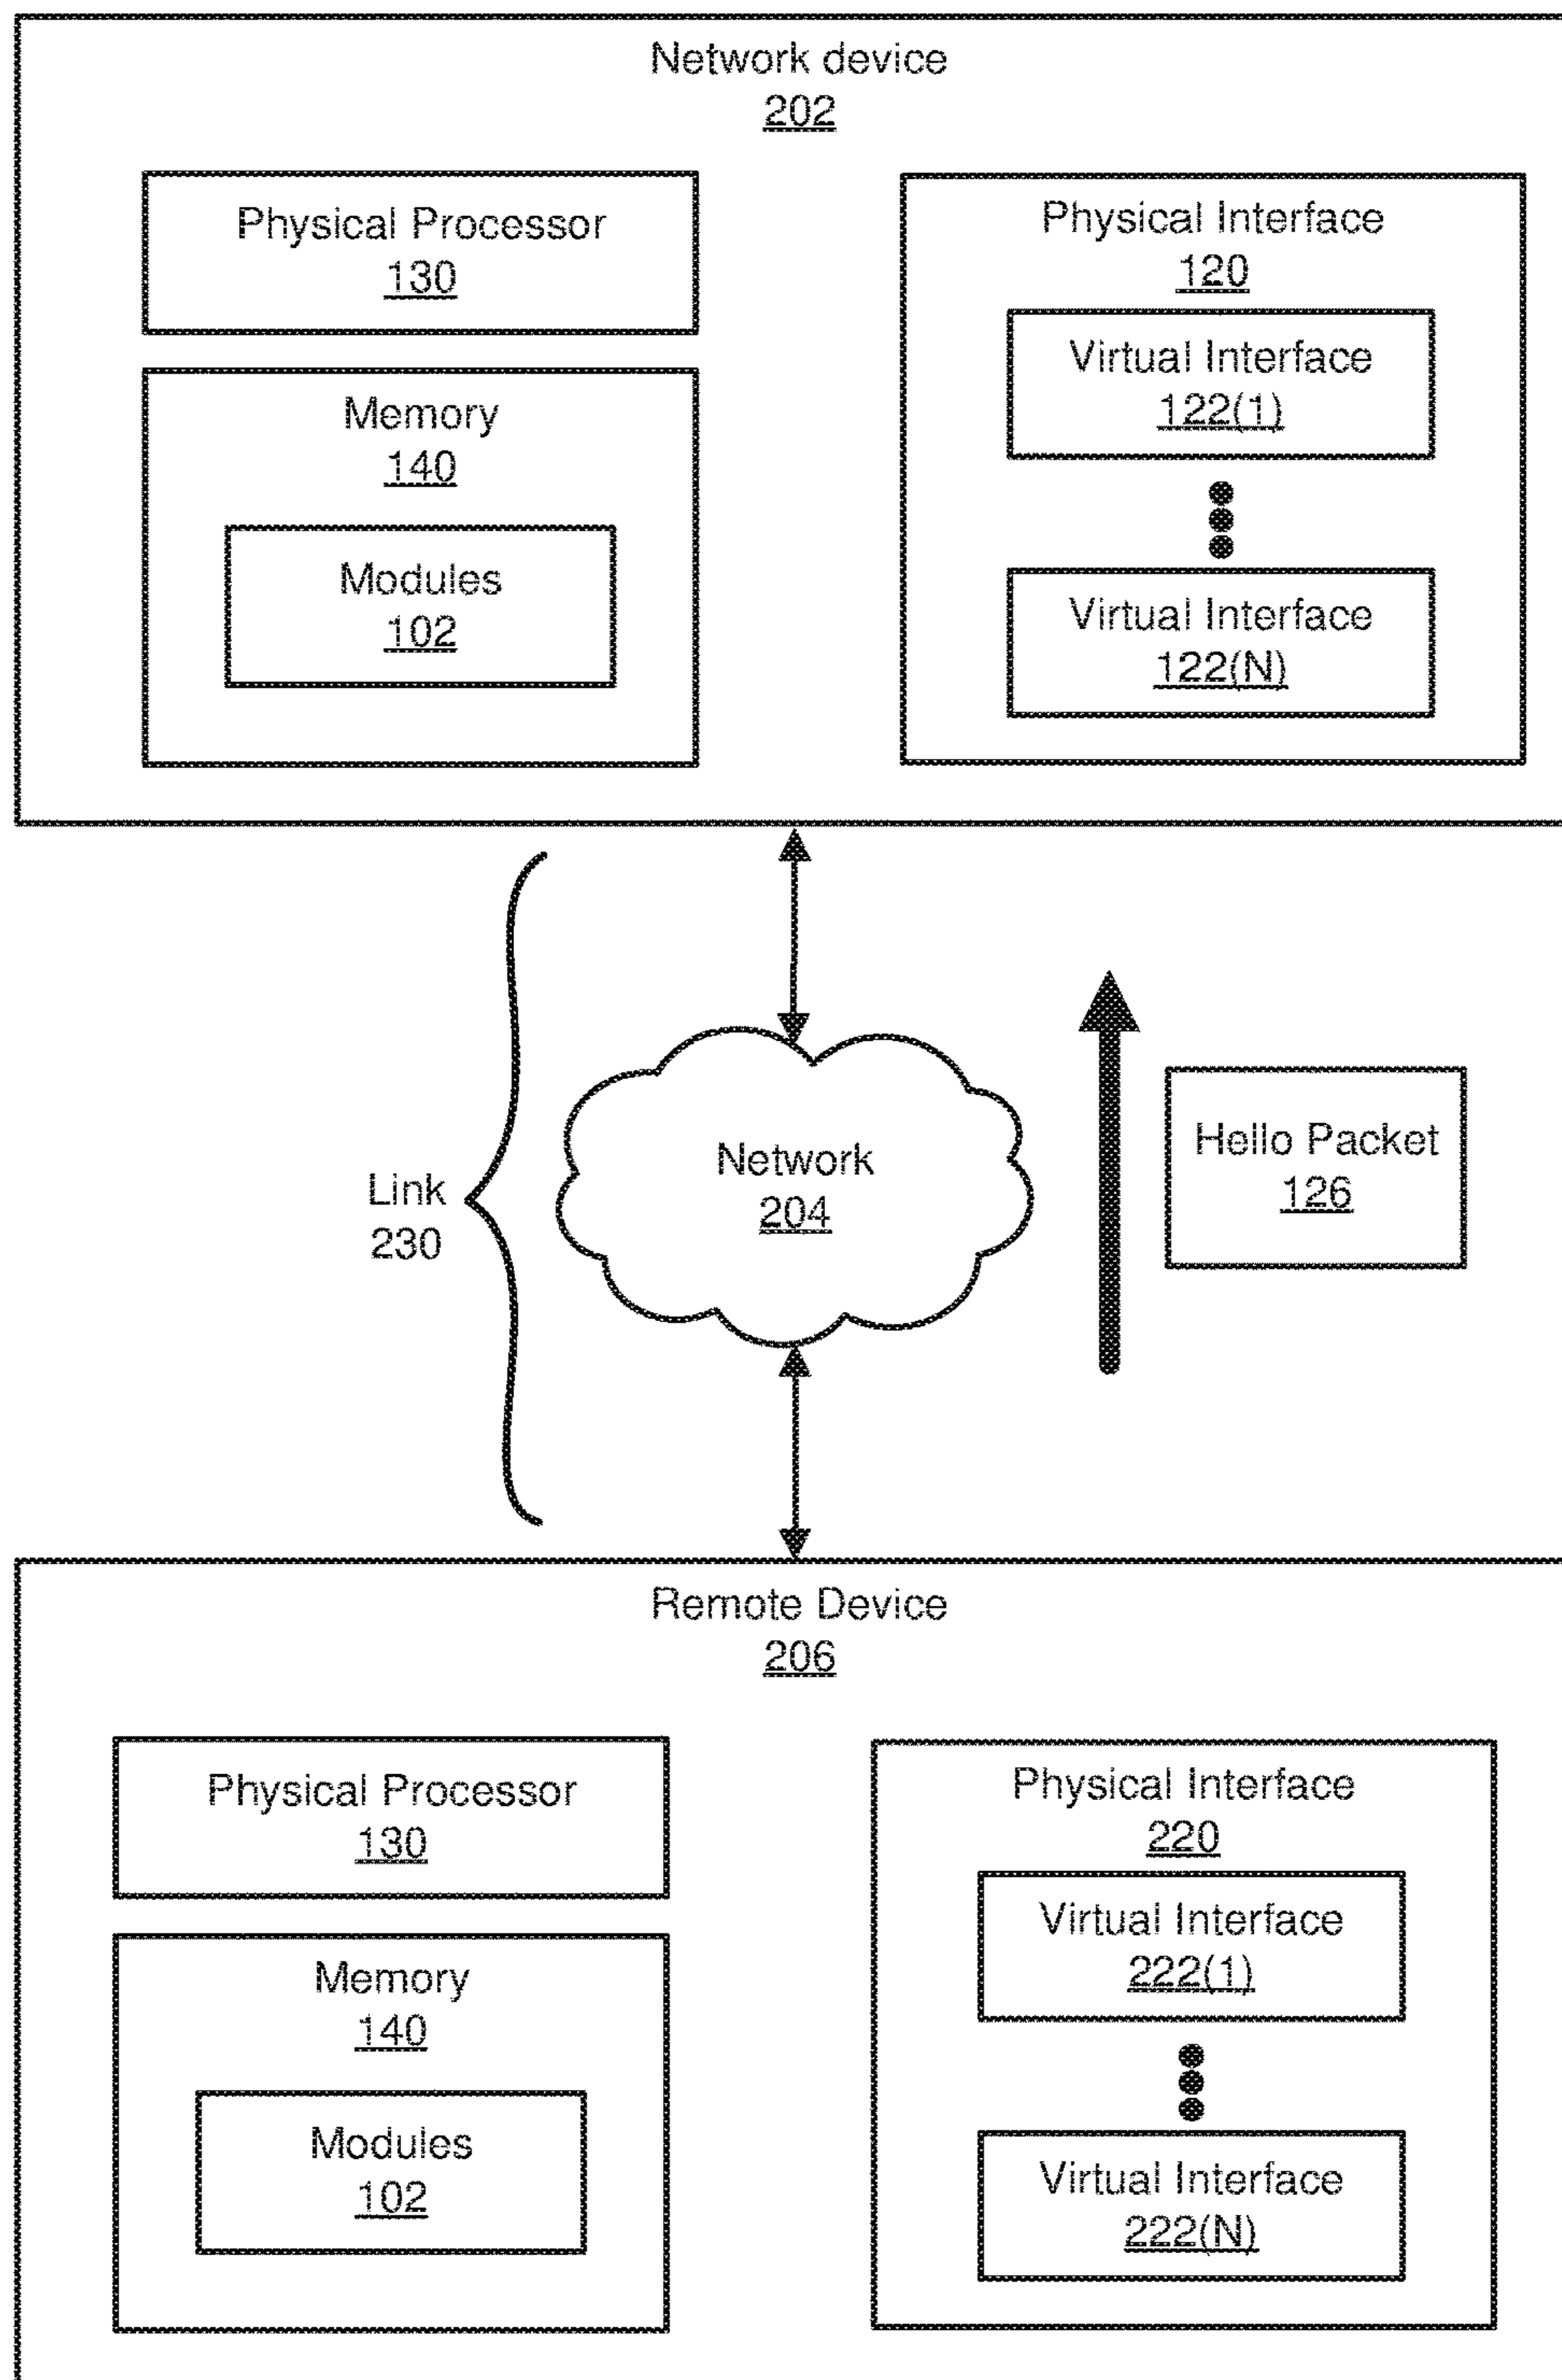 Network device
202
Physical Processor
130
Memory
140
Modules
102
Physical Interface
120
Virtual Interface
122(1)
Virtual Interface
122(N)
Link
230
Network
204
Hello Packet
126
Remote Device
206
Physical Processor
130
Memory
140
Modules
102
Physical Interface
220
Virtual Interface
222(1)
Virtual Interface
222(N)